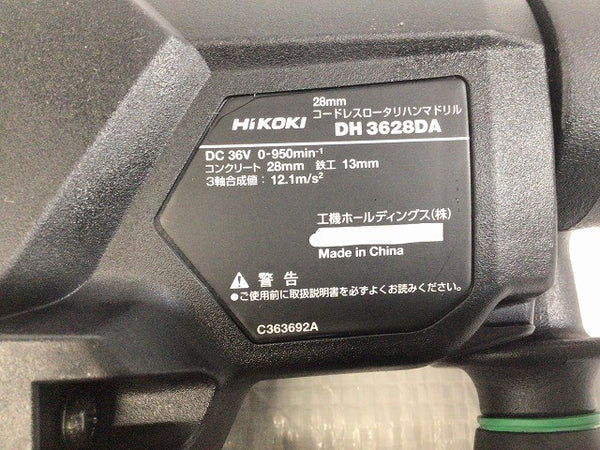 28mm
HiKOKI コードレスロータリハンマドリル
DH 3628DA
DC 36V 0-950min⁻¹
コンクリート 28mm 鉄工 13mm
3軸合成値：12.1m/s²
工機ホールディングス(株)
Made in China
警告
●ご使用前に取扱説明書を必ずよくお読みください。
C363692A